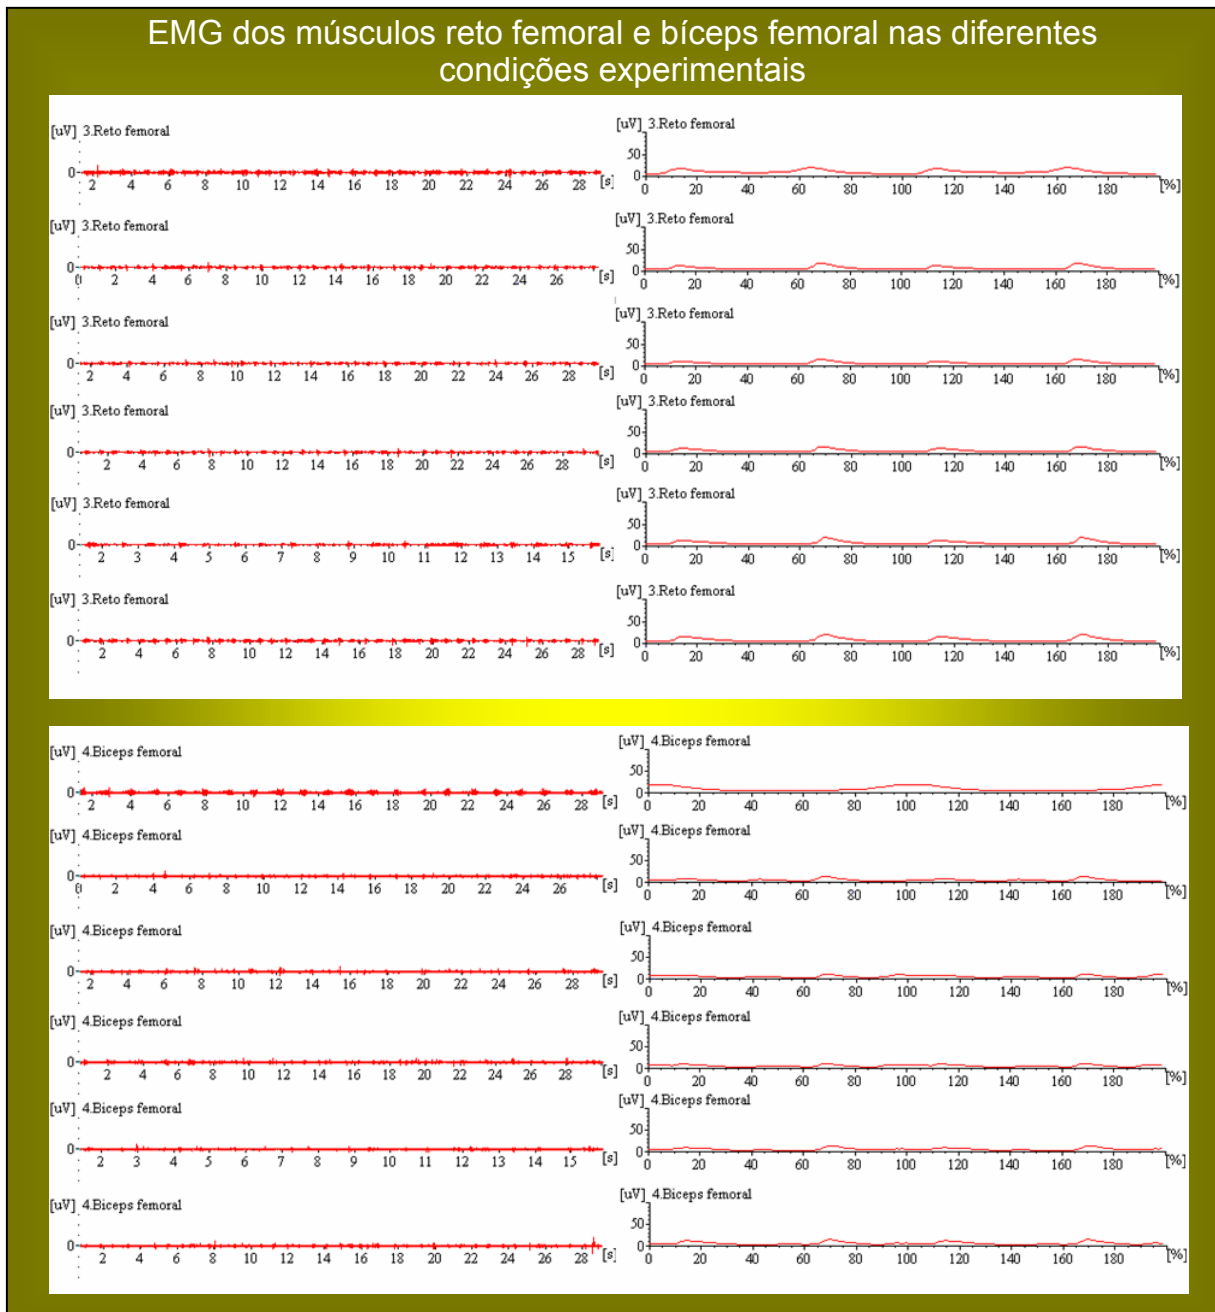 EMG dos músculos reto femoral e bíceps femoral nas diferentes
condições experimentais
[uV] 3.Reto femoral
0
2 4 6 8 10 12 14 16 18 20 22 24 26 28 [s]
[uV] 3.Reto femoral
50
0
0 20 40 60 80 100 120 140 160 180 [%]
[uV] 3.Reto femoral
0
0 2 4 6 8 10 12 14 16 18 20 22 24 26 [s]
[uV] 3.Reto femoral
50
0
0 20 40 60 80 100 120 140 160 180 [%]
[uV] 3.Reto femoral
0
2 4 6 8 10 12 14 16 18 20 22 24 26 28 [s]
[uV] 3.Reto femoral
50
0
0 20 40 60 80 100 120 140 160 180 [%]
[uV] 3.Reto femoral
0
2 4 6 8 10 12 14 16 18 20 22 24 26 28 [s]
[uV] 3.Reto femoral
50
0
0 20 40 60 80 100 120 140 160 180 [%]
[uV] 3.Reto femoral
0
2 3 4 5 6 7 8 9 10 11 12 13 14 15 [s]
[uV] 3.Reto femoral
50
0
0 20 40 60 80 100 120 140 160 180 [%]
[uV] 3.Reto femoral
0
2 4 6 8 10 12 14 16 18 20 22 24 26 28 [s]
[uV] 3.Reto femoral
50
0
0 20 40 60 80 100 120 140 160 180 [%]
[uV] 4.Biceps femoral
0
2 4 6 8 10 12 14 16 18 20 22 24 26 28 [s]
[uV] 4.Biceps femoral
50
0
0 20 40 60 80 100 120 140 160 180 [%]
[uV] 4.Biceps femoral
0
0 2 4 6 8 10 12 14 16 18 20 22 24 26 [s]
[uV] 4.Biceps femoral
50
0
0 20 40 60 80 100 120 140 160 180 [%]
[uV] 4.Biceps femoral
0
2 4 6 8 10 12 14 16 18 20 22 24 26 28 [s]
[uV] 4.Biceps femoral
50
0
0 20 40 60 80 100 120 140 160 180 [%]
[uV] 4.Biceps femoral
0
2 4 6 8 10 12 14 16 18 20 22 24 26 28 [s]
[uV] 4.Biceps femoral
50
0
0 20 40 60 80 100 120 140 160 180 [%]
[uV] 4.Biceps femoral
0
2 3 4 5 6 7 8 9 10 11 12 13 14 15 [s]
[uV] 4.Biceps femoral
50
0
0 20 40 60 80 100 120 140 160 180 [%]
[uV] 4.Biceps femoral
0
2 4 6 8 10 12 14 16 18 20 22 24 26 28 [s]
[uV] 4.Biceps femoral
50
0
0 20 40 60 80 100 120 140 160 180 [%]